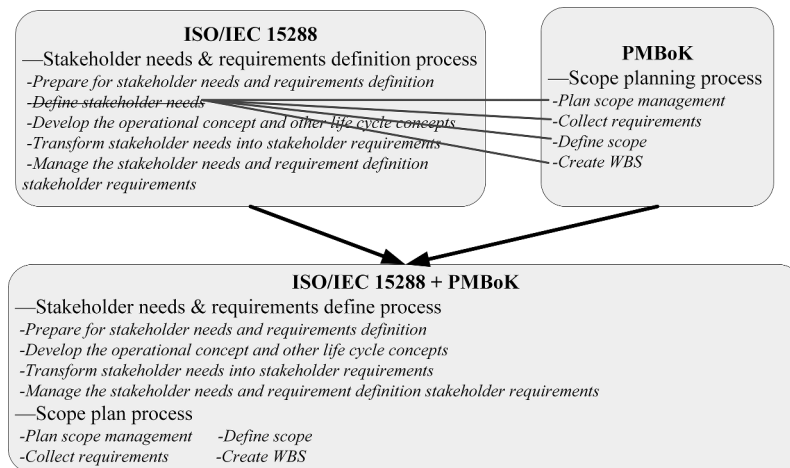 ISO/IEC 15288
—Stakeholder needs & requirements definition process
-Prepare for stakeholder needs and requirements definition
-Define stakeholder needs
-Develop the operational concept and other life cycle concepts
-Transform stakeholder needs into stakeholder requirements
-Manage the stakeholder needs and requirement definition
stakeholder requirements
PMBoK
—Scope planning process
-Plan scope management
-Collect requirements
-Define scope
-Create WBS
ISO/IEC 15288 + PMBoK
—Stakeholder needs & requirements define process
-Prepare for stakeholder needs and requirements definition
-Develop the operational concept and other life cycle concepts
-Transform stakeholder needs into stakeholder requirements
-Manage the stakeholder needs and requirement definition stakeholder requirements
—Scope plan process
-Plan scope management -Define scope
-Collect requirements -Create WBS